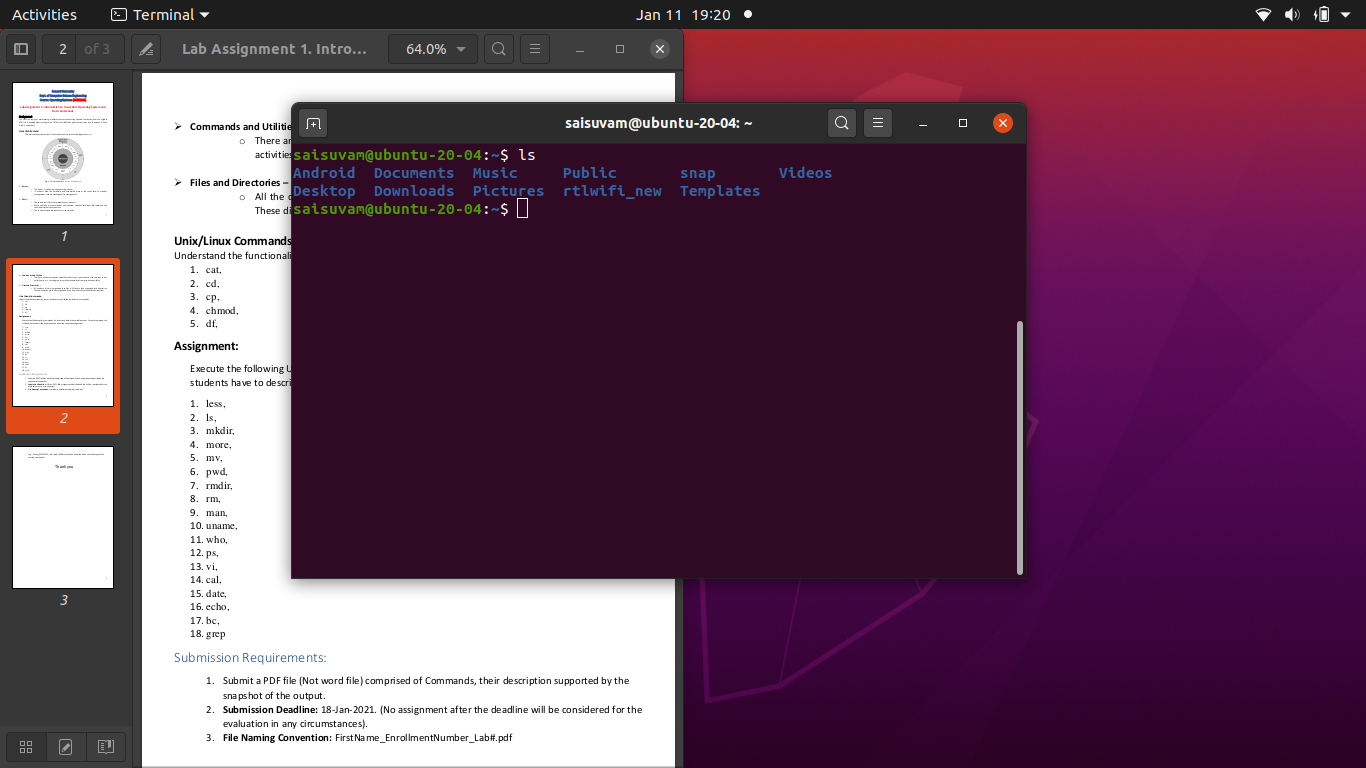 Activities Terminal Jan 11 19:20
2 of 3 Lab Assignment 1. Intro... 64.0%
1
2
Thank you
3
Commands and Utilitie
o There ar
activities
Files and Directories –
o All the
These di
Unix/Linux Commands
Understand the functionali
1. cat,
2. cd,
3. cp,
4. chmod,
5. df,
Assignment:
Execute the following U
students have to descri
1. less,
2. ls,
3. mkdir,
4. more,
5. mv,
6. pwd,
7. rmdir,
8. rm,
9. man,
10. uname,
11. who,
12. ps,
13. vi,
14. cal,
15. date,
16. echo,
17. bc,
18. grep
Submission Requirements:
1. Submit a PDF file (Not word file) comprised of Commands, their description supported by the
snapshot of the output.
2. Submission Deadline: 18-Jan-2021. (No assignment after the deadline will be considered for the
evaluation in any circumstances).
3. File Naming Convention: FirstName_EnrollmentNumber_Lab#.pdf
saisuvam@ubuntu-20-04: ~
saisuvam@ubuntu-20-04:~$ ls
Android Documents Music Public snap Videos
Desktop Downloads Pictures rtlwifi_new Templates
saisuvam@ubuntu-20-04:~$